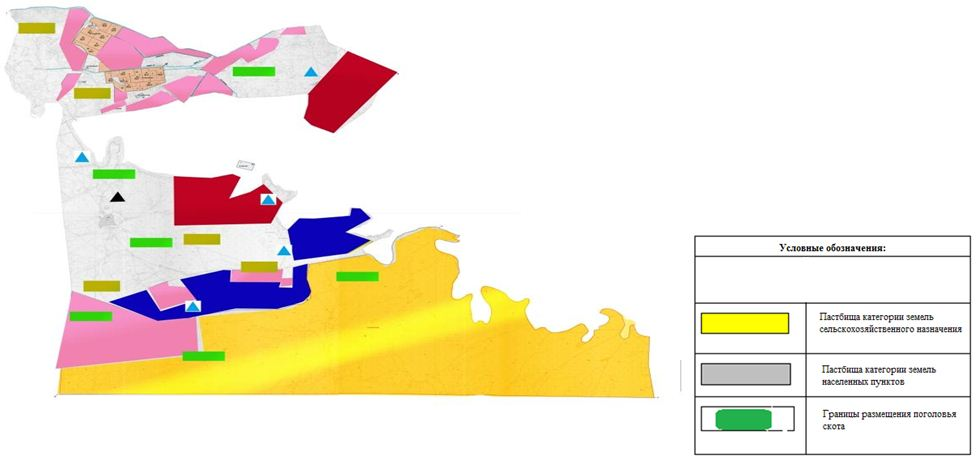 Условные обозначения:
Пастбища категории земель
сельскохозяйственного назначения
Пастбища категории земель
населенных пунктов
Границы размещения поголовья
скота